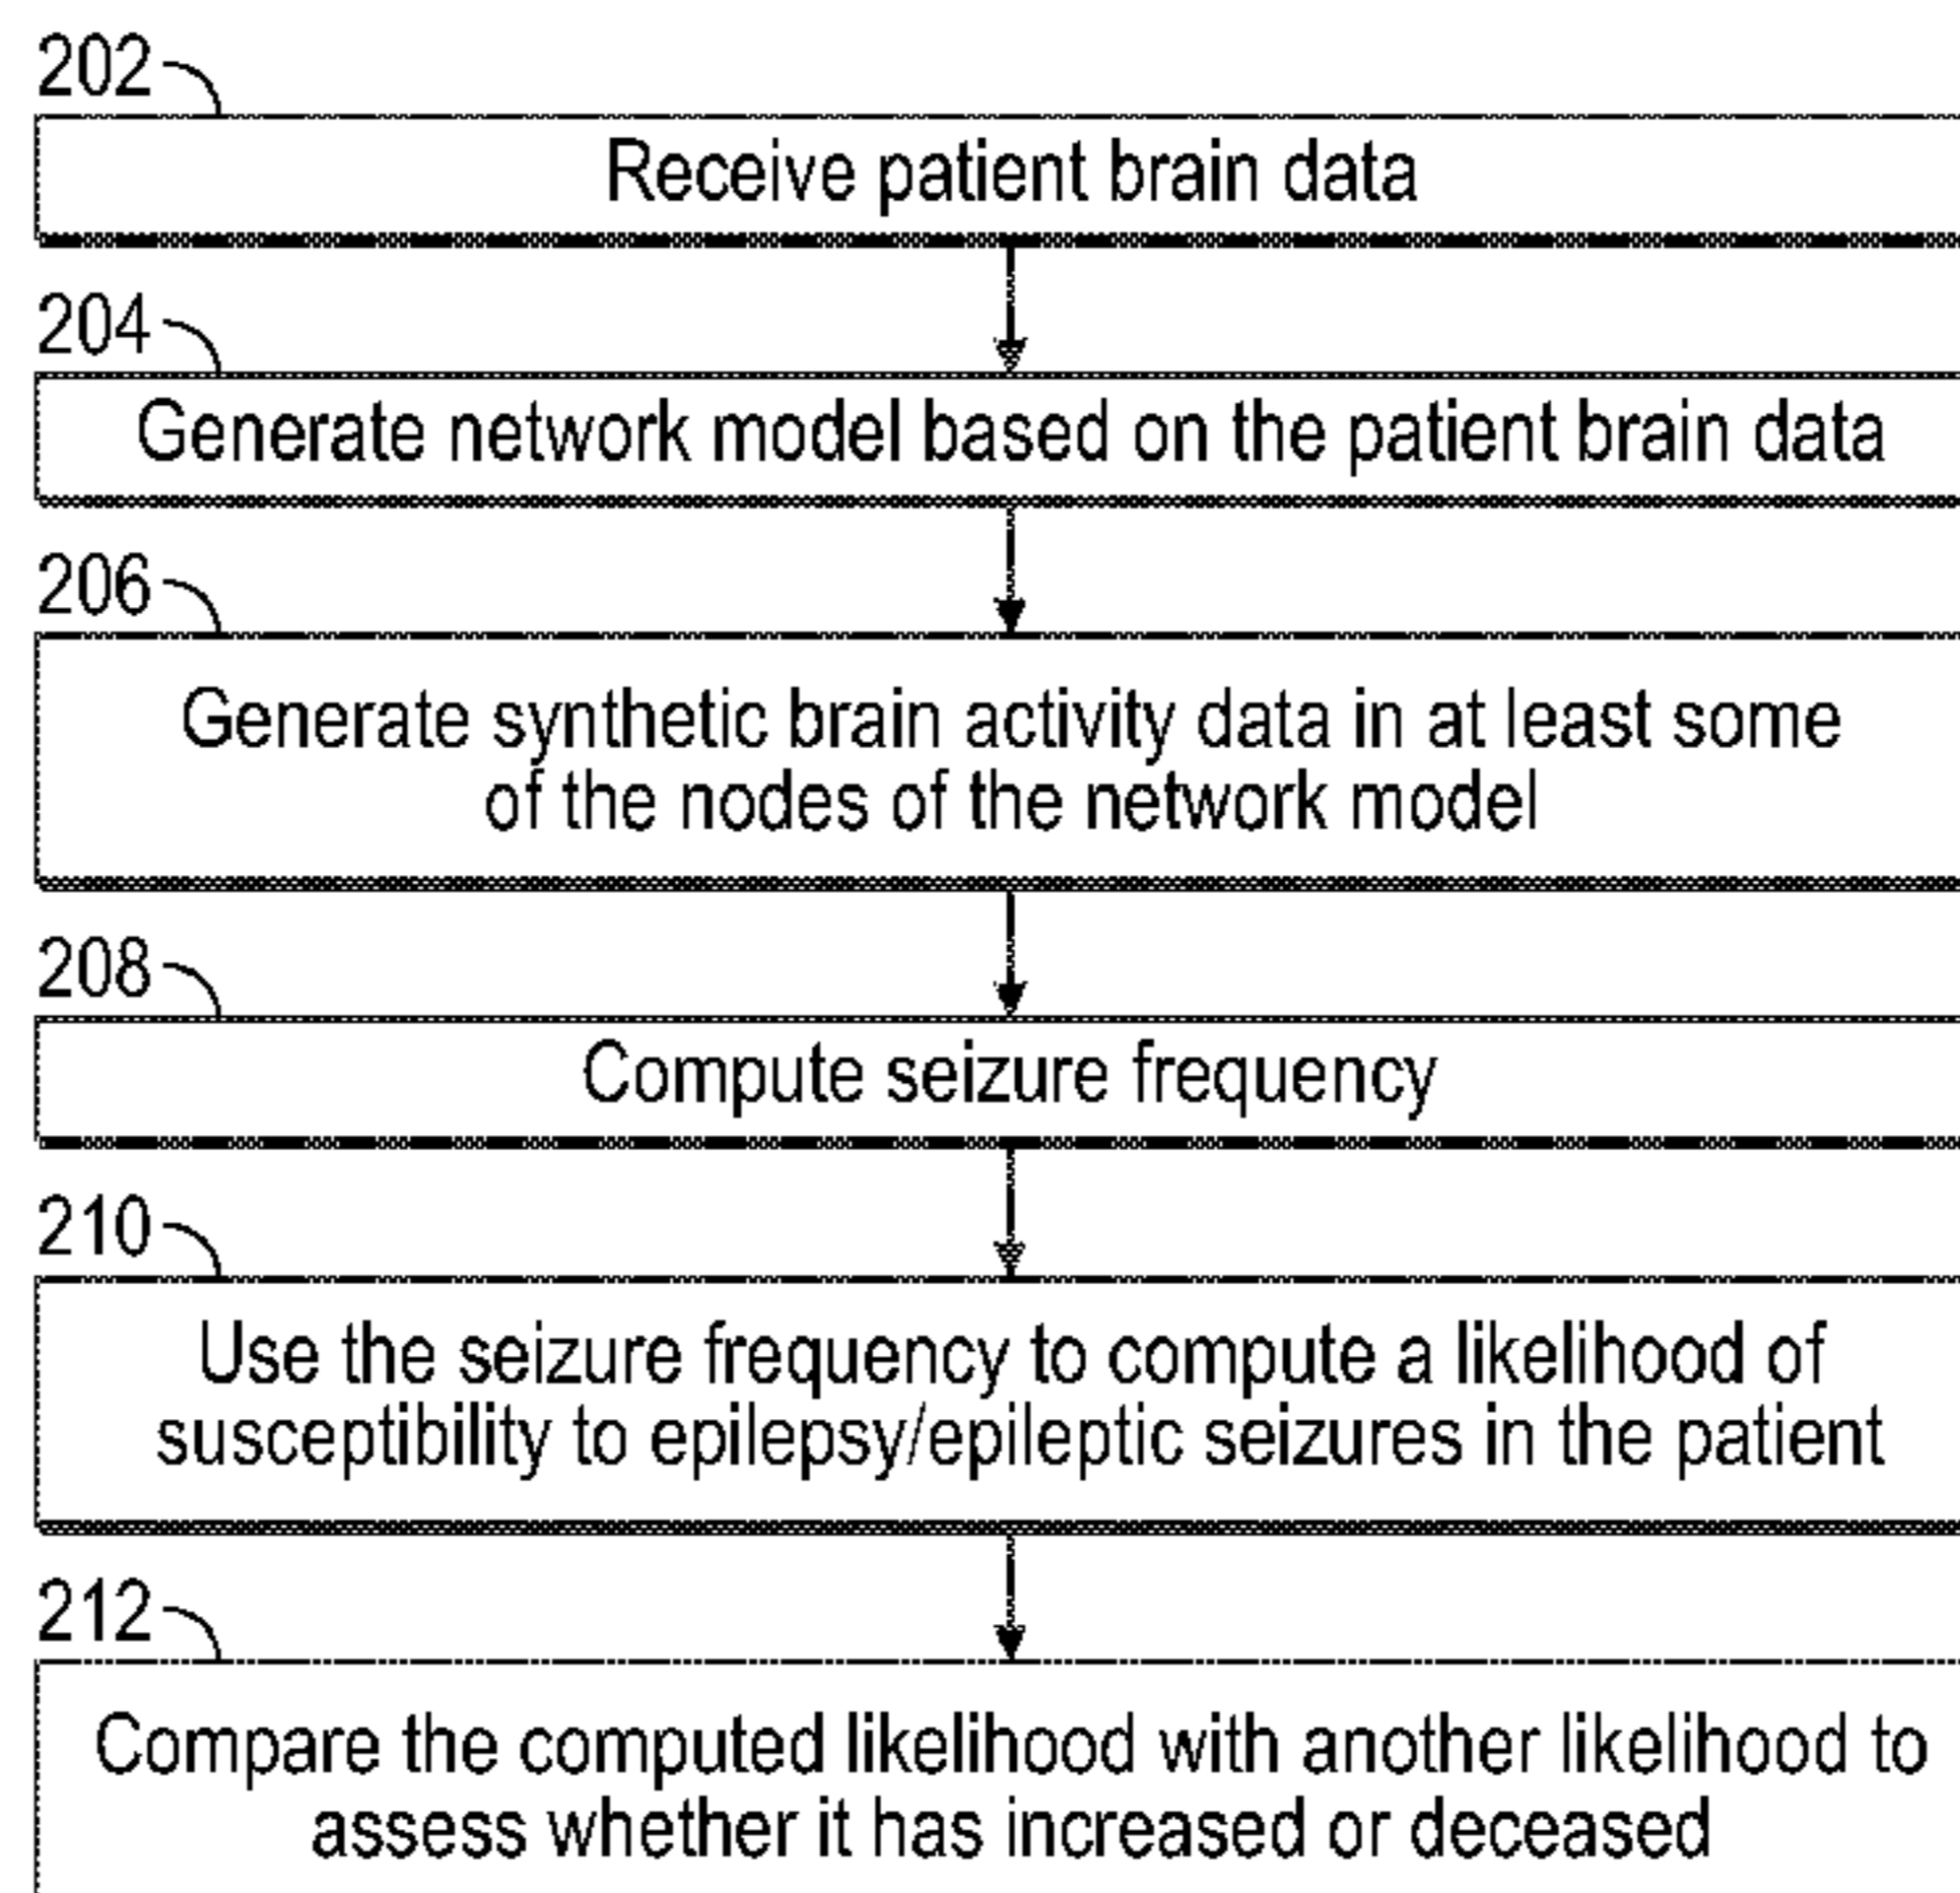 202
Receive patient brain data
204
Generate network model based on the patient brain data
206
Generate synthetic brain activity data in at least some
of the nodes of the network model
208
Compute seizure frequency
210
Use the seizure frequency to compute a likelihood of
susceptibility to epilepsy/epileptic seizures in the patient
212
Compare the computed likelihood with another likelihood to
assess whether it has increased or deceased